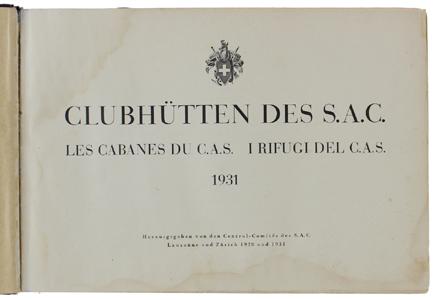 CLUBHÜTTEN DES S.A.C.
LES CABANES DU C.A.S. I RIFUGI DEL C.A.S.
1931
Herausgegeben von den Central-Comités des S.A.C.
Lausanne und Zürich 1928 und 1931